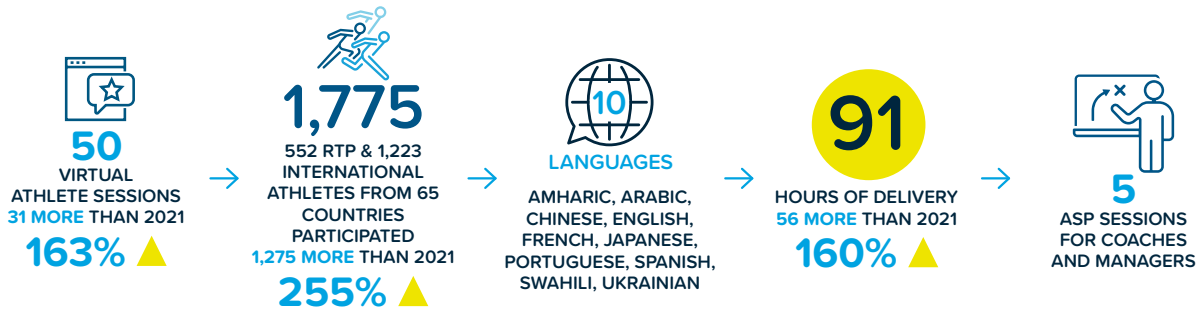 50
VIRTUAL
ATHLETE SESSIONS
31 MORE THAN 2021
163%
1,775
552 RTP & 1,223
INTERNATIONAL
ATHLETES FROM 65
COUNTRIES
PARTICIPATED
1,275 MORE THAN 2021
255%
10
LANGUAGES
AMHARIC, ARABIC,
CHINESE, ENGLISH,
FRENCH, JAPANESE,
PORTUGUESE, SPANISH,
SWAHILI, UKRAINIAN
91
HOURS OF DELIVERY
56 MORE THAN 2021
160%
5
ASP SESSIONS
FOR COACHES
AND MANAGERS